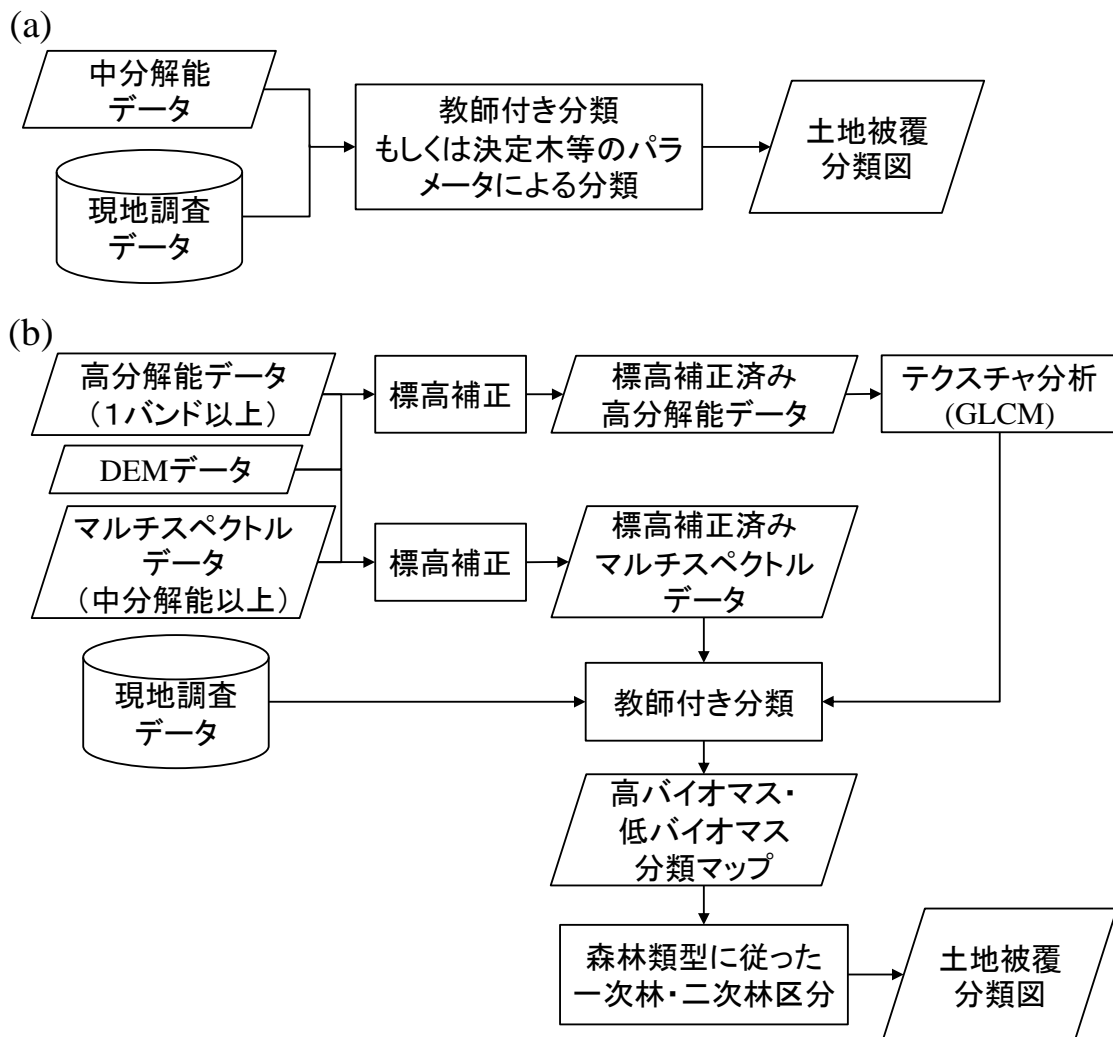 (a)
中分解能
データ
現地調査
データ
教師付き分類
もしくは決定木等のパラ
メータによる分類
土地被覆
分類図
(b)
高分解能データ
（１バンド以上）
標高補正
標高補正済み
高分解能データ
テクスチャ分析
(GLCM)
DEMデータ
マルチスペクトル
データ
（中分解能以上）
標高補正
標高補正済み
マルチスペクトル
データ
現地調査
データ
教師付き分類
高バイオマス・
低バイオマス
分類マップ
森林類型に従った
一次林・二次林区分
土地被覆
分類図